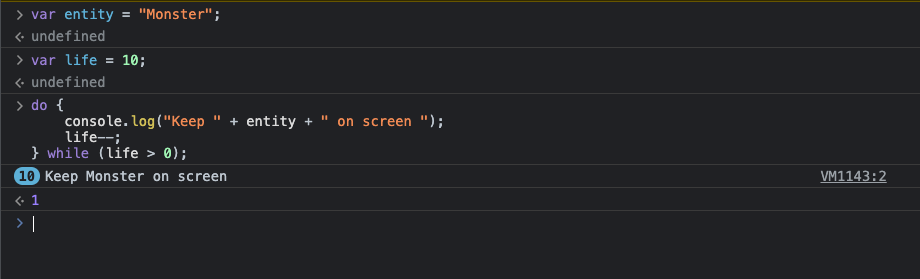 > var entity = "Monster";
<· undefined
> var life = 10;
<· undefined
> do {
    console.log("Keep " + entity + " on screen ");
    life--;
} while (life > 0);
10 Keep Monster on screen VM1143:2
<· 1
>